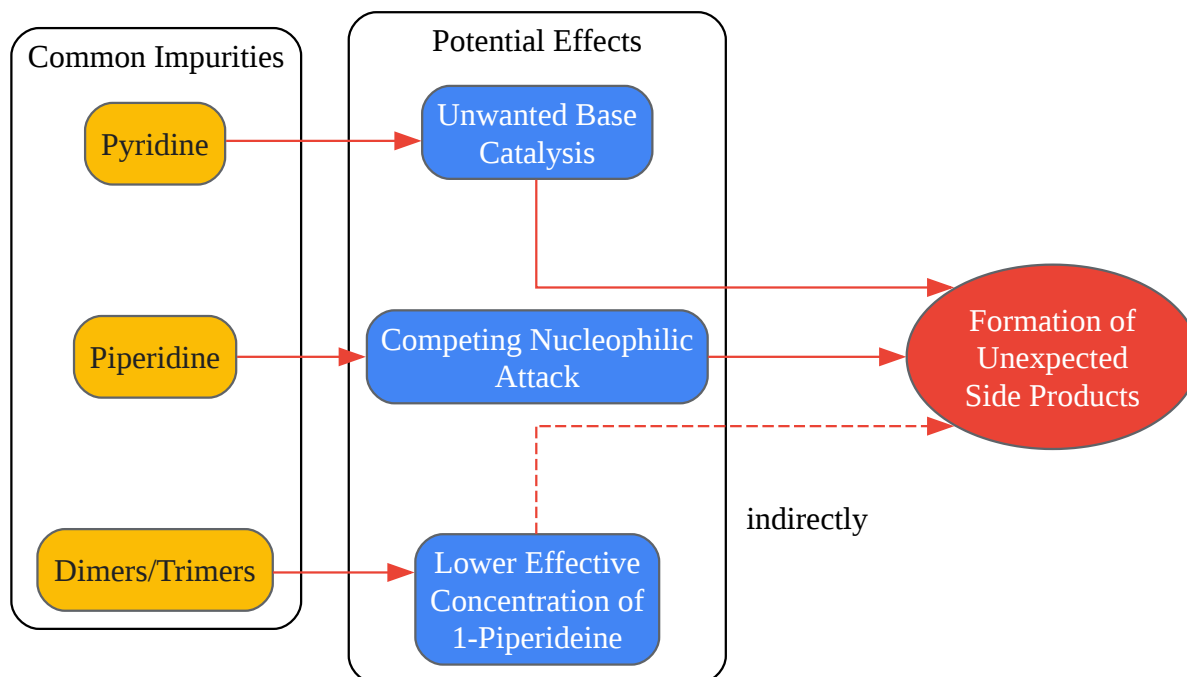 Common Impurities
Potential Effects
Pyridine
Unwanted Base
Catalysis
Piperidine
Competing Nucleophilic
Attack
Formation of
Unexpected
Side Products
indirectly
Dimers/Trimers
Lower Effective
Concentration of
1-Piperideine